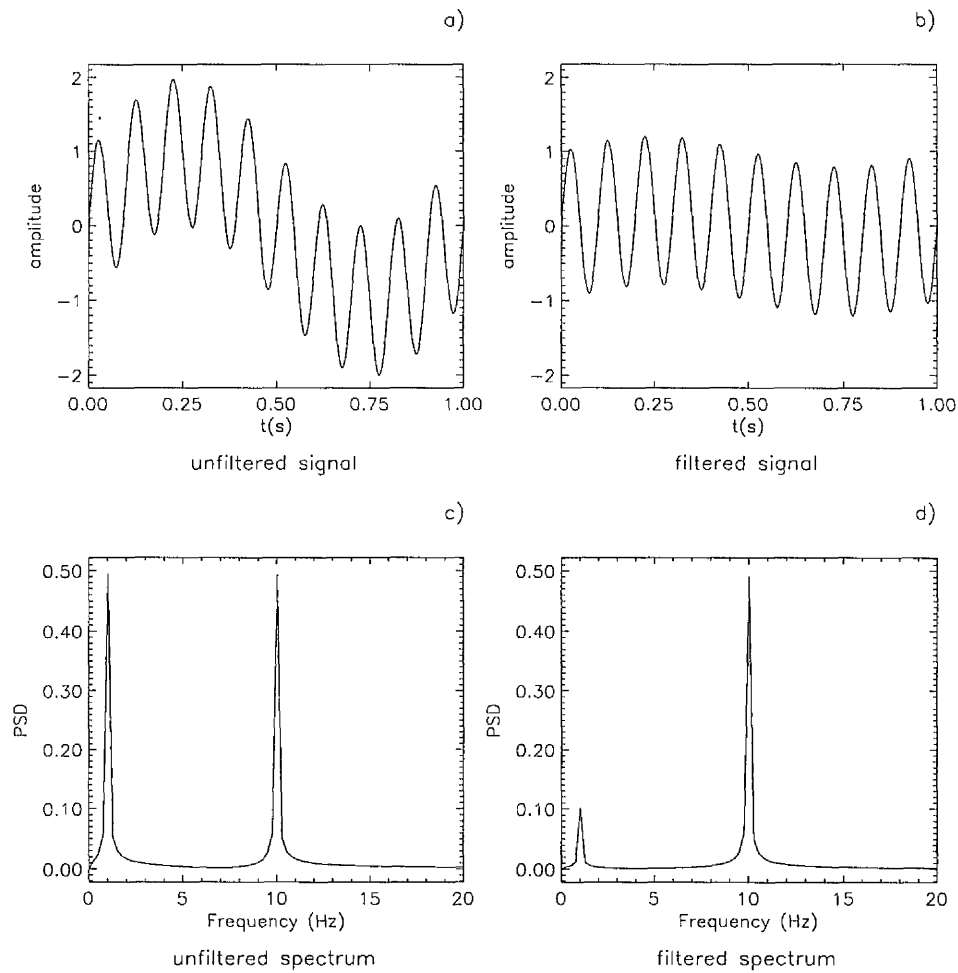 a)
2
1
0
-1
-2
amplitude
0.00 0.25 0.50 0.75 1.00
t(s)
unfiltered signal
b)
2
1
0
-1
-2
amplitude
0.00 0.25 0.50 0.75 1.00
t(s)
filtered signal
c)
0.50
0.40
0.30
0.20
0.10
0.00
PSD
0 5 10 15 20
Frequency (Hz)
unfiltered spectrum
d)
0.50
0.40
0.30
0.20
0.10
0.00
PSD
0 5 10 15 20
Frequency (Hz)
filtered spectrum